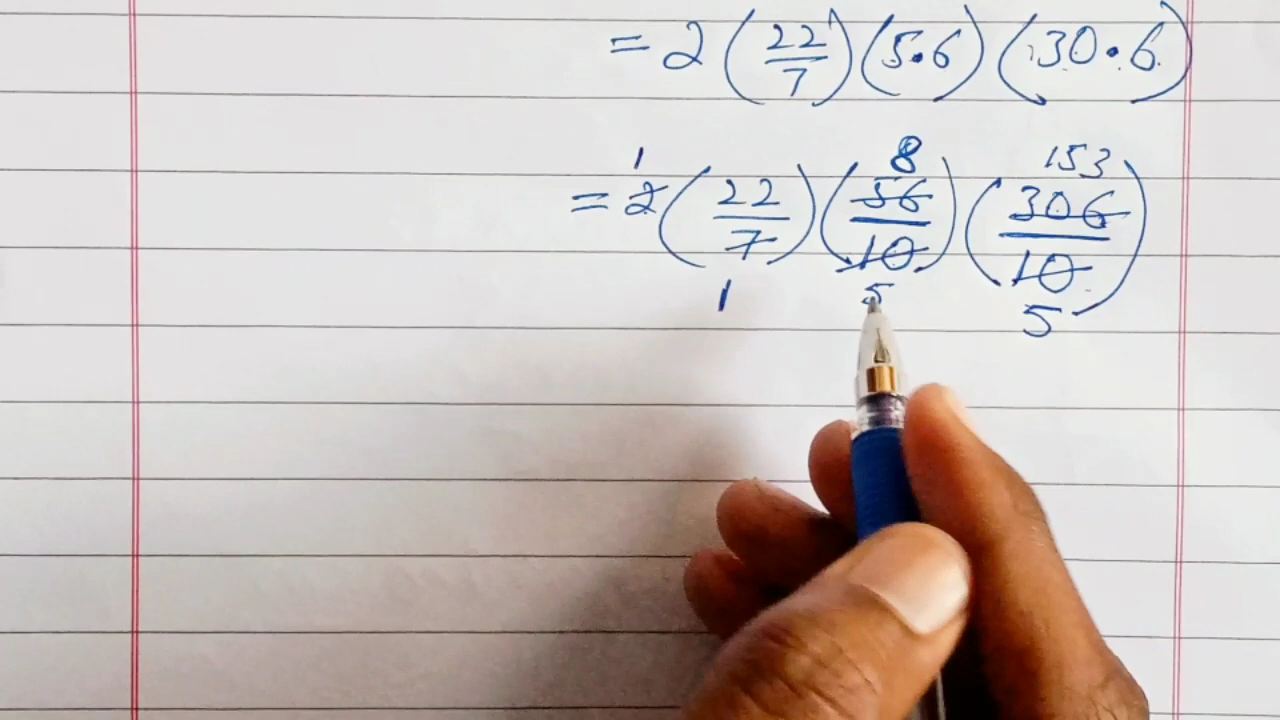 = 2 (22/7) (5.6) (30.6)
1 8 153
= 2 (22/7) (56/10) (306/10)
1 5 5